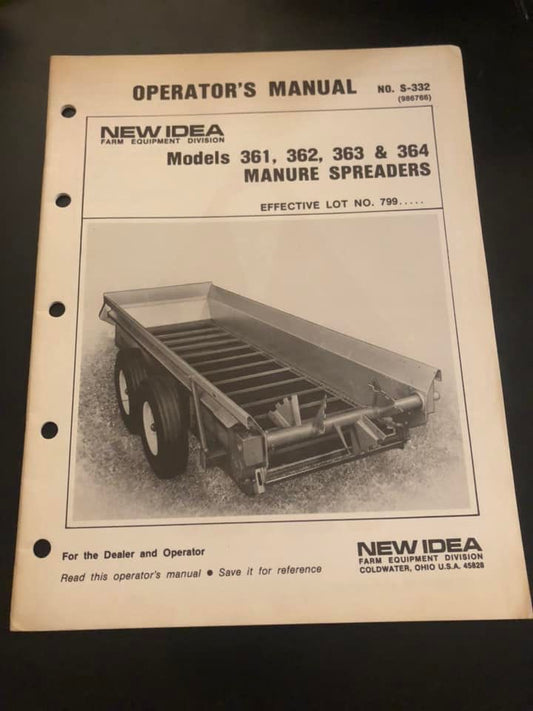 OPERATOR'S MANUAL NO. S-332
(986766)
NEW IDEA
FARM EQUIPMENT DIVISION
Models 361, 362, 363 & 364
MANURE SPREADERS
EFFECTIVE LOT NO. 799.....
For the Dealer and Operator
Read this operator's manual ● Save it for reference
NEW IDEA
FARM EQUIPMENT DIVISION
COLDWATER, OHIO U.S.A. 45828